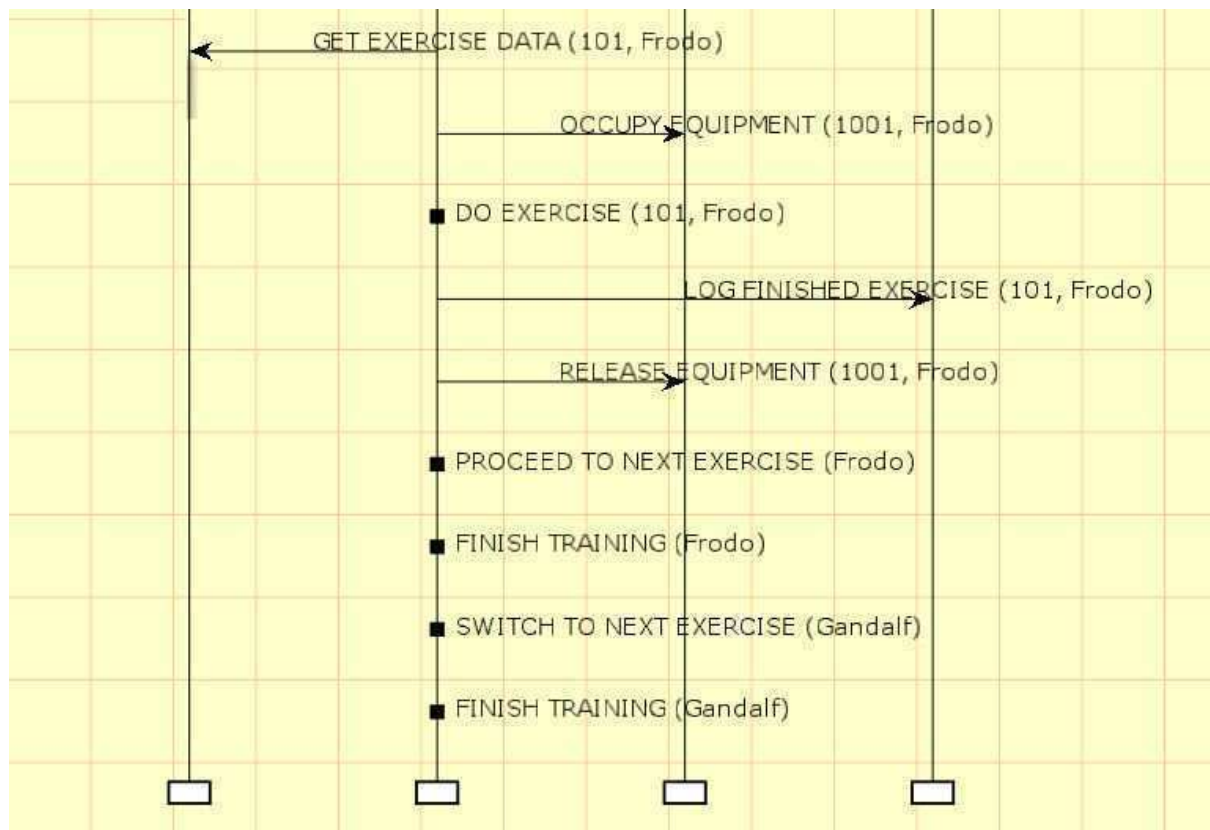 GET EXERCISE DATA (101, Frodo)
OCCUPY EQUIPMENT (1001, Frodo)
DO EXERCISE (101, Frodo)
LOG FINISHED EXERCISE (101, Frodo)
RELEASE EQUIPMENT (1001, Frodo)
PROCEED TO NEXT EXERCISE (Frodo)
FINISH TRAINING (Frodo)
SWITCH TO NEXT EXERCISE (Gandalf)
FINISH TRAINING (Gandalf)